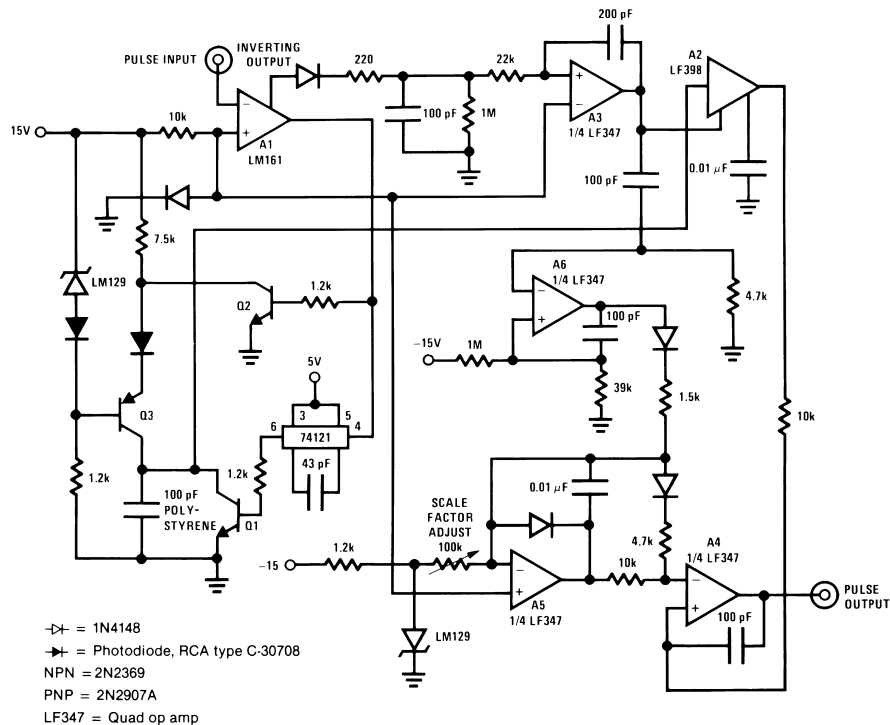 PULSE INPUT
INVERTING
OUTPUT
220
22k
200 pF
A2
LF398
15V
10k
−
+
A1
LM161
100 pF
1M
+
−
A3
1/4 LF347
0.01 μF
100 pF
7.5k
LM129
Q2
1.2k
A6
1/4 LF347
−
+
100 pF
4.7k
−15V
1M
39k
1.5k
10k
5V
Q3
6
3
5
4
74121
43 pF
1.2k
1.2k
100 pF
POLY-
STYRENE
Q1
SCALE
FACTOR
ADJUST
100k
0.01 μF
4.7k
A4
1/4 LF347
−15
1.2k
−
+
A5
1/4 LF347
10k
−
+
100 pF
PULSE
OUTPUT
LM129
= 1N4148
= Photodiode, RCA type C-30708
NPN = 2N2369
PNP = 2N2907A
LF347 = Quad op amp